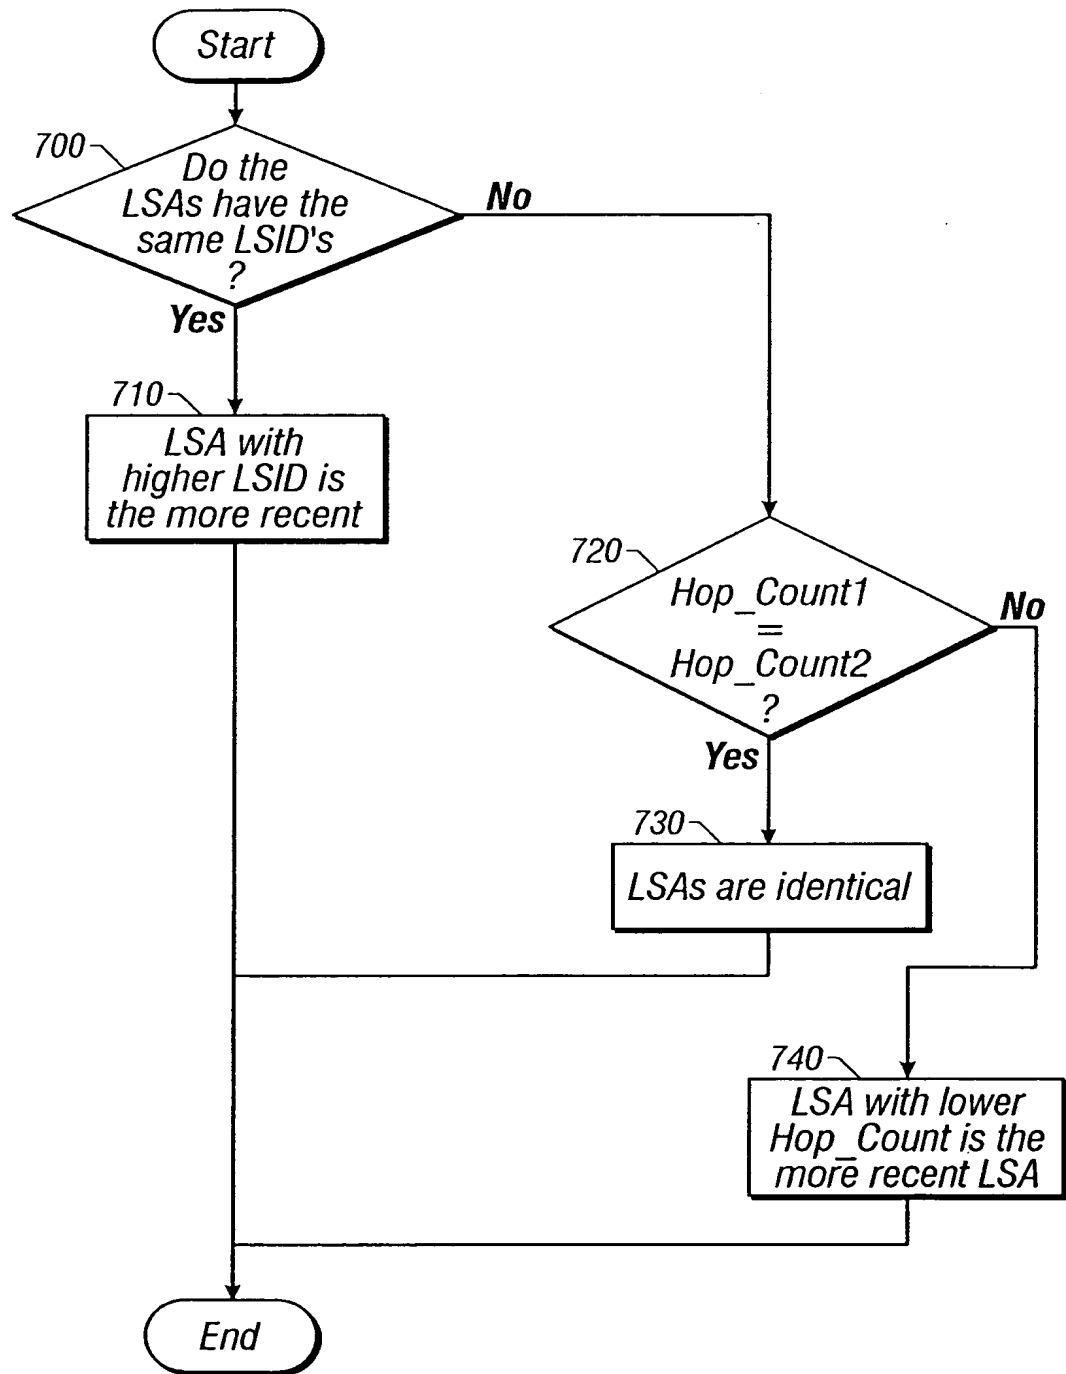 Start
700
Do the
LSAs have the
same LSID's
?
No
Yes
710
LSA with
higher LSID is
the more recent
720
Hop_Count1
=
Hop_Count2
?
No
Yes
730
LSAs are identical
740
LSA with lower
Hop_Count is the
more recent LSA
End